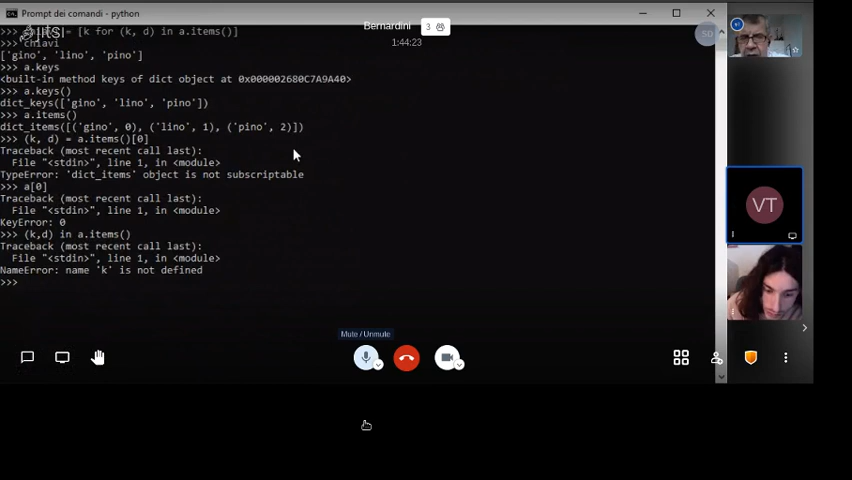 Prompt dei comandi - python
= [k for (k, d) in a.items()]
>>> chiavi
['gino', 'lino', 'pino']
>>> a.keys
<built-in method keys of dict object at 0x000002680C7A9A40>
>>> a.keys()
dict_keys(['gino', 'lino', 'pino'])
>>> a.items()
dict_items([('gino', 0), ('lino', 1), ('pino', 2)])
>>> (k, d) = a.items()[0]
Traceback (most recent call last):
File "<stdin>", line 1, in <module>
TypeError: 'dict_items' object is not subscriptable
>>> a[0]
Traceback (most recent call last):
File "<stdin>", line 1, in <module>
KeyError: 0
>>> (k,d) in a.items()
Traceback (most recent call last):
File "<stdin>", line 1, in <module>
NameError: name 'k' is not defined
>>>
Bernardini
3
1:44:23
SD
VT
Mute / Unmute